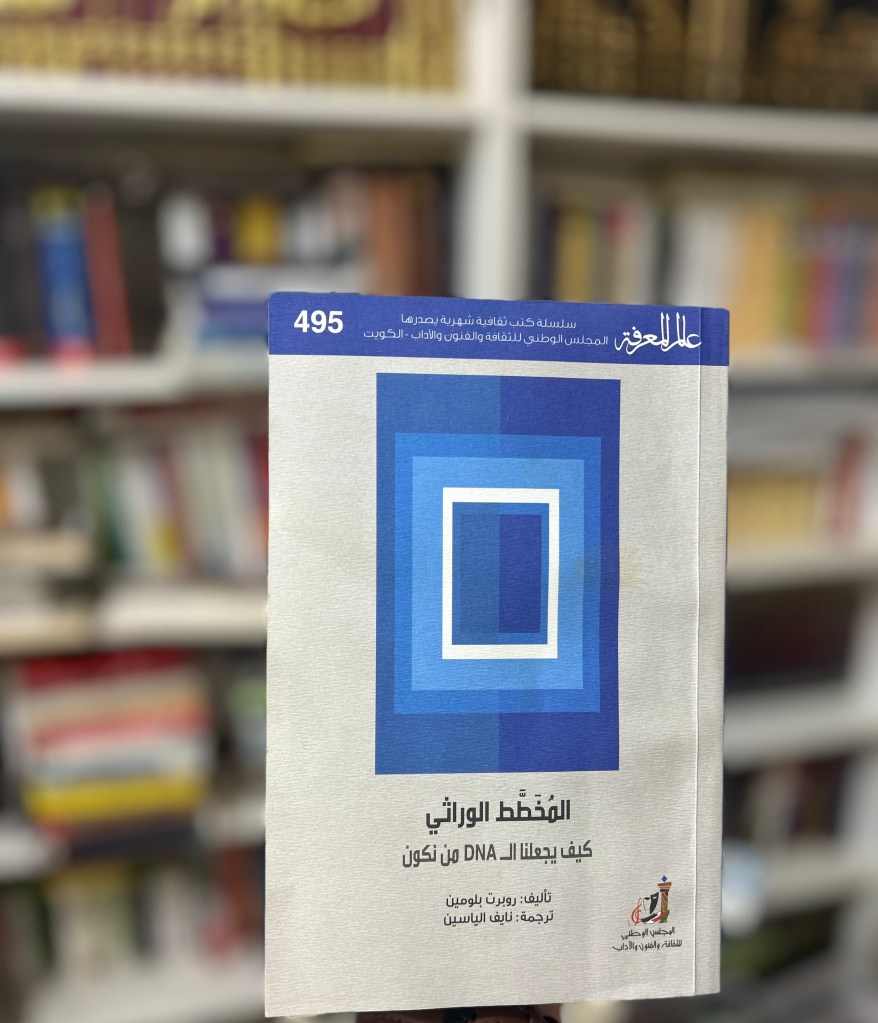 495
سلسلة كتب ثقافية شهرية يصدرها
المجلس الوطني للثقافة والفنون والآداب - الكويت
عالم المعرفة
المُخَطَّط الوراثي
كيف يجعلنا الـ DNA من نكون
تأليف: روبرت بلومين
ترجمة: نايف الياسين
المجلس الوطني
للثقافة والفنون والآداب